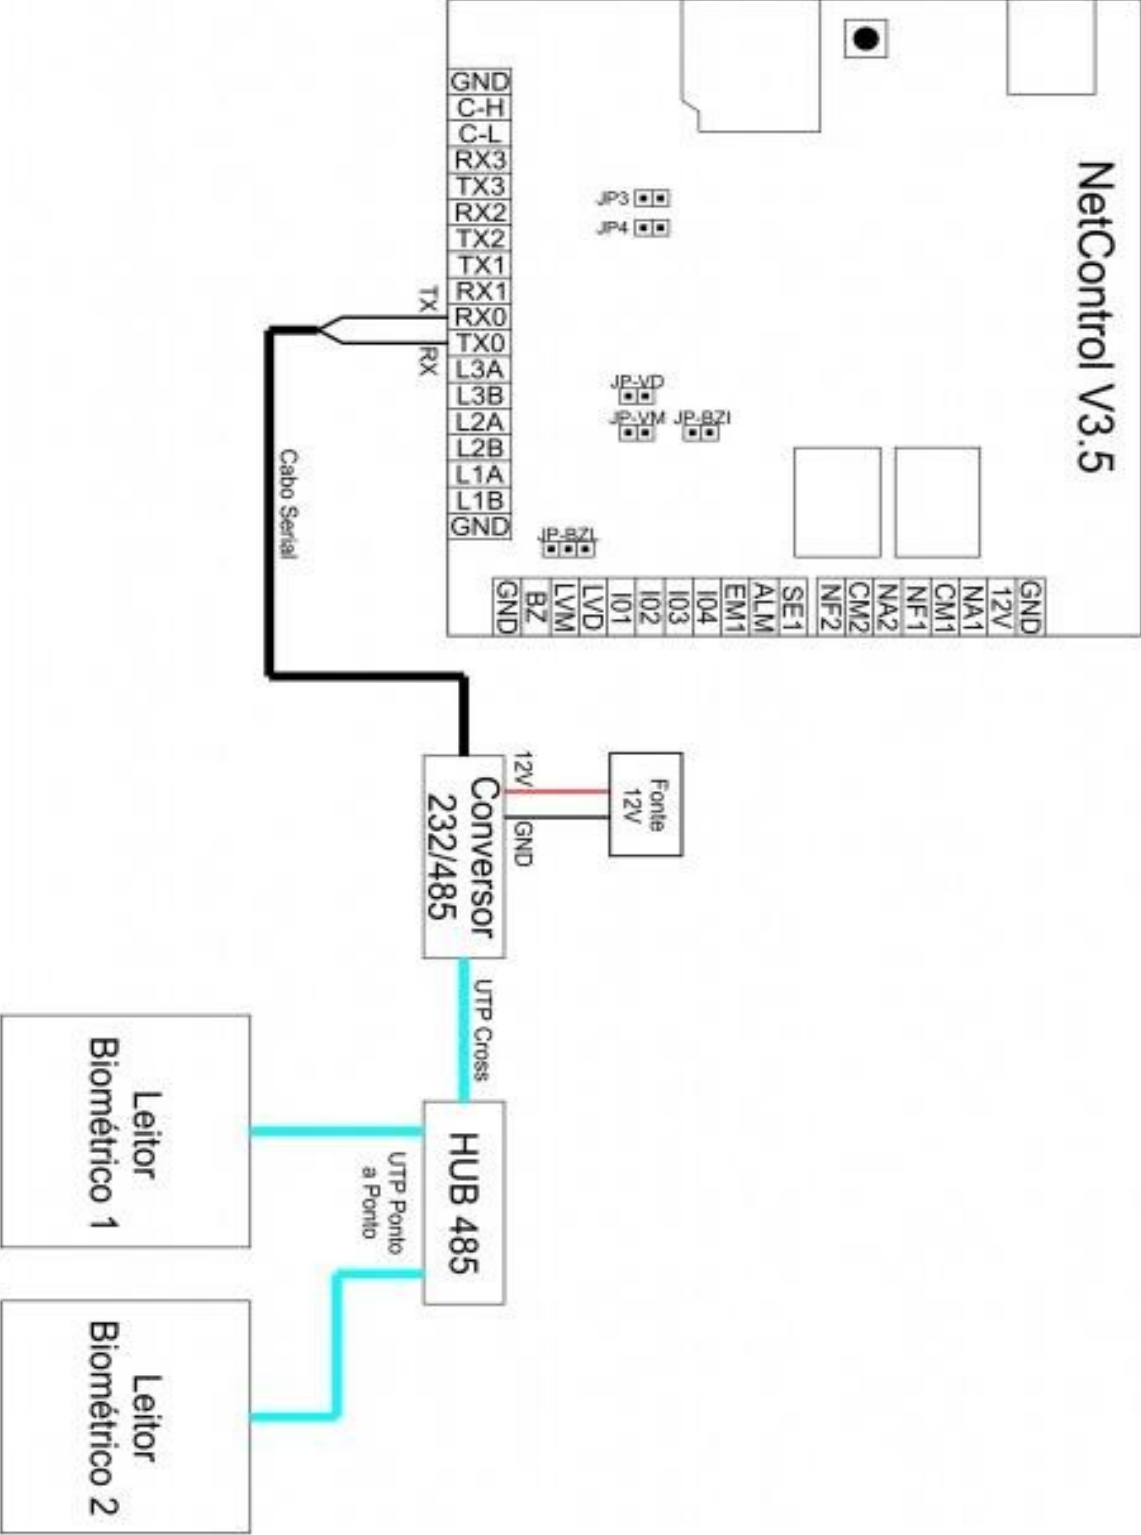 NetControl V3.5
GND
C-H
C-L
RX3
TX3
RX2
TX2
TX1
RX1
RX0
TX0
L3A
L3B
L2A
L2B
L1A
L1B
GND
JP3
JP4
JP-VD
JP-VM
JP-BZI
JP-BZL
GND
BZ
LVM
LVD
I01
I02
I03
I04
EM1
ALM
SE1
NF2
CM2
NA2
NF1
CM1
NA1
12V
GND
TX
RX
Cabo Serial
Fonte
12V
12V
GND
Conversor
232/485
UTP Cross
HUB 485
UTP Ponto
a Ponto
Leitor
Biométrico 1
Leitor
Biométrico 2